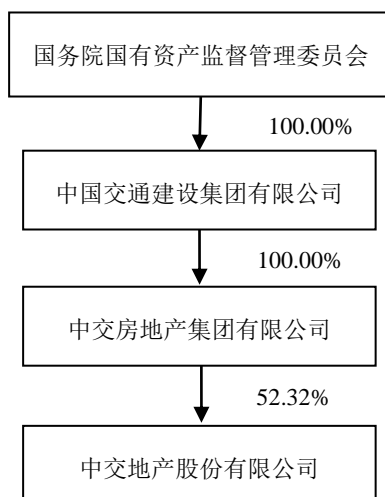 国务院国有资产监督管理委员会
100.00%
中国交通建设集团有限公司
100.00%
中交房地产集团有限公司
52.32%
中交地产股份有限公司